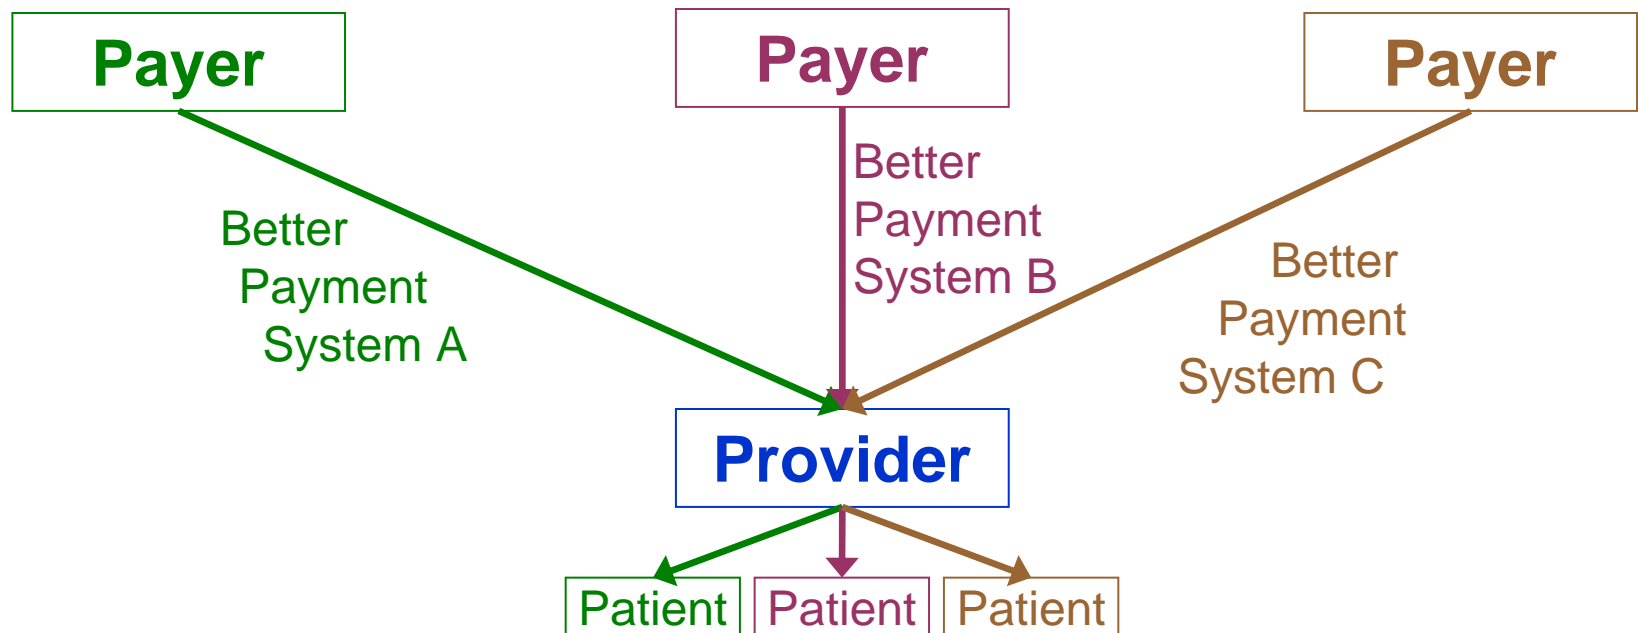 Payer
Payer
Payer
Better
Payment
System A
Better
Payment
System B
Better
Payment
System C
Provider
Patient
Patient
Patient